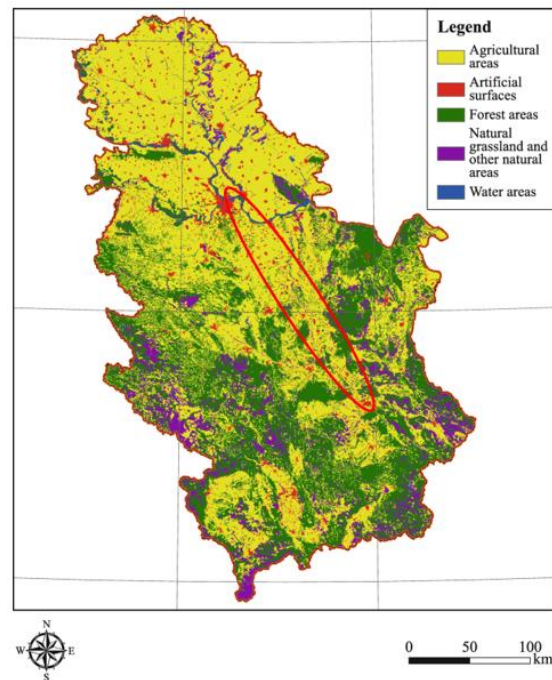 Legend
Agricultural
areas
Artificial
surfaces
Forest areas
Natural
grassland and
other natural
areas
Water areas
N
W E
S
0 50 100
km